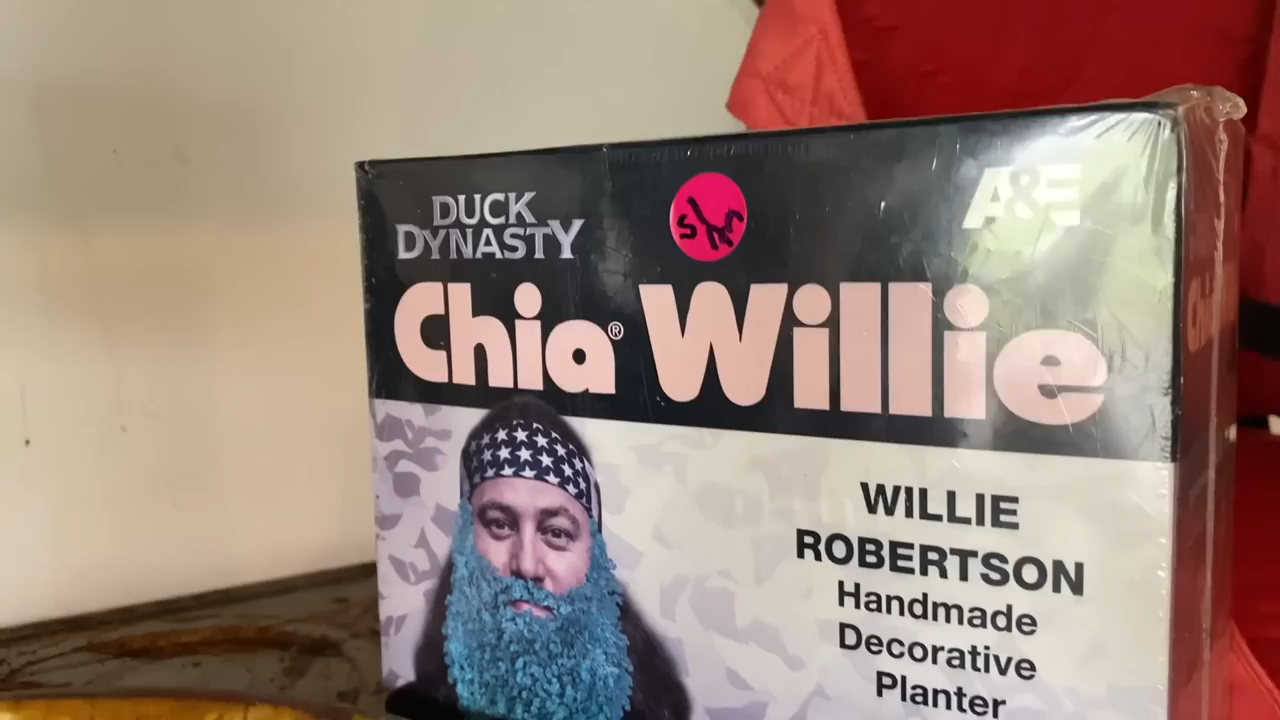 DUCK
DYNASTY
A&E
Chia® Willie
WILLIE
ROBERTSON
Handmade
Decorative
Planter